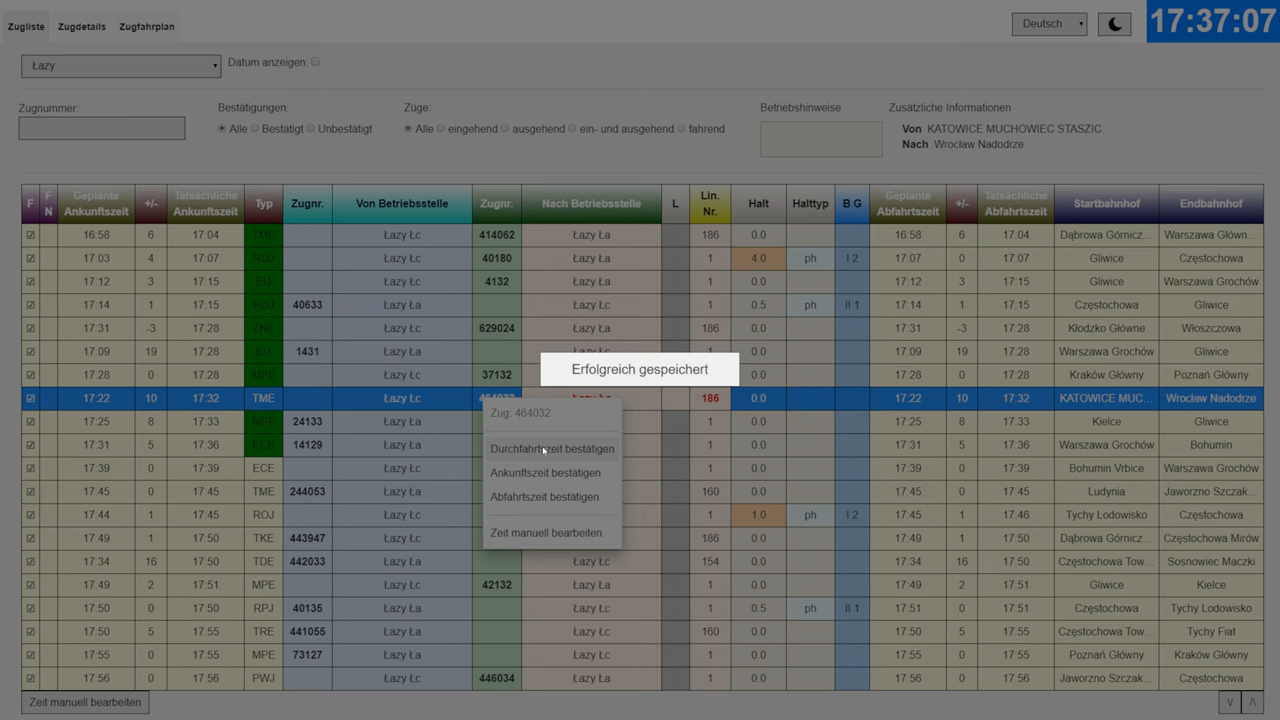 Zugliste Zugdetails Zugfahrplan Deutsch 17:37:07
Łazy Datum anzeigen:
Zugnummer: Bestätigungen: Züge: Betriebshinweise Zusätzliche Informationen
Alle Bestätigt Unbestätigt Alle eingehend ausgehend ein- und ausgehend fahrend
Von KATOWICE MUCHOWIEC STASZIC
Nach Wrocław Nadodrze
F F N Geplante Ankunftszeit +/- Tatsächliche Ankunftszeit Typ Zugnr. Von Betriebsstelle Zugnr. Nach Betriebsstelle L Lin. Nr. Halt Halttyp B G Geplante Abfahrtszeit +/- Tatsächliche Abfahrtszeit Startbahnhof Endbahnhof
16:58 6 17:04 TME Łazy Łc 414062 Łazy Ła 186 0.0 16:58 6 17:04 Dąbrowa Górnicz... Warszawa Główn...
17:03 4 17:07 ROJ Łazy Łc 40180 Łazy Ła 1 4.0 ph I 2 17:07 0 17:07 Gliwice Częstochowa
17:12 3 17:15 EIJ Łazy Łc 4132 Łazy Ła 1 0.0 17:12 3 17:15 Gliwice Warszawa Grochów
17:14 1 17:15 ROJ 40633 Łazy Ła Łazy Łc 1 0.5 ph II 1 17:14 1 17:15 Częstochowa Gliwice
17:31 -3 17:28 ZNE Łazy Łc 629024 Łazy Ła 186 0.0 17:31 -3 17:28 Kłodzko Główne Włoszczowa
17:09 19 17:28 EIJ 1431 Łazy Ła Łazy Łc 1 0.0 17:09 19 17:28 Warszawa Grochów Gliwice
17:28 0 17:28 MPE Łazy Łc 37132 1 0.0 17:28 0 17:28 Kraków Główny Poznań Główny
Erfolgreich gespeichert
17:22 10 17:32 TME Łazy Łc 464032 Łazy Ła 186 0.0 17:22 10 17:32 KATOWICE MUC... Wrocław Nadodrze
17:25 8 17:33 MPE 24133 Łazy Ła 1 0.0 17:25 8 17:33 Kielce Gliwice
17:31 5 17:36 ECE 14129 Łazy Ła 1 0.0 17:31 5 17:36 Warszawa Grochów Bohumin
17:39 0 17:39 ECE Łazy Łc 1 0.0 17:39 0 17:39 Bohumin Vrbice Warszawa Grochów
17:45 0 17:45 TME 244053 Łazy Ła 160 0.0 17:45 0 17:45 Ludynia Jaworzno Szczak...
17:44 1 17:45 ROJ Łazy Łc 1 1.0 ph I 2 17:45 1 17:46 Tychy Lodowisko Częstochowa
17:49 1 17:50 TKE 443947 Łazy Łc 186 0.0 17:49 1 17:50 Dąbrowa Górnicz... Częstochowa Mirów
17:34 16 17:50 TDE 442033 Łazy Ła Łazy Łc 154 0.0 17:34 16 17:50 Częstochowa Tow... Sosnowiec Maczki
17:49 2 17:51 MPE Łazy Łc 42132 Łazy Ła 1 0.0 17:49 2 17:51 Gliwice Kielce
17:50 0 17:50 RPJ 40135 Łazy Ła Łazy Łc 1 0.5 ph II 1 17:51 0 17:51 Częstochowa Tychy Lodowisko
17:50 5 17:55 TRE 441055 Łazy Ła Łazy Łc 160 0.0 17:50 5 17:55 Częstochowa Tow... Tychy Fiat
17:55 0 17:55 MPE 73127 Łazy Ła Łazy Łc 1 0.0 17:55 0 17:55 Poznań Główny Kraków Główny
17:56 0 17:56 PWJ Łazy Łc 446034 Łazy Ła 1 0.0 17:56 0 17:56 Jaworzno Szczak... Częstochowa
Zug: 464032
Durchfahrtszeit bestätigen
Ankunftszeit bestätigen
Abfahrtszeit bestätigen
Zeit manuell bearbeiten
Zeit manuell bearbeiten